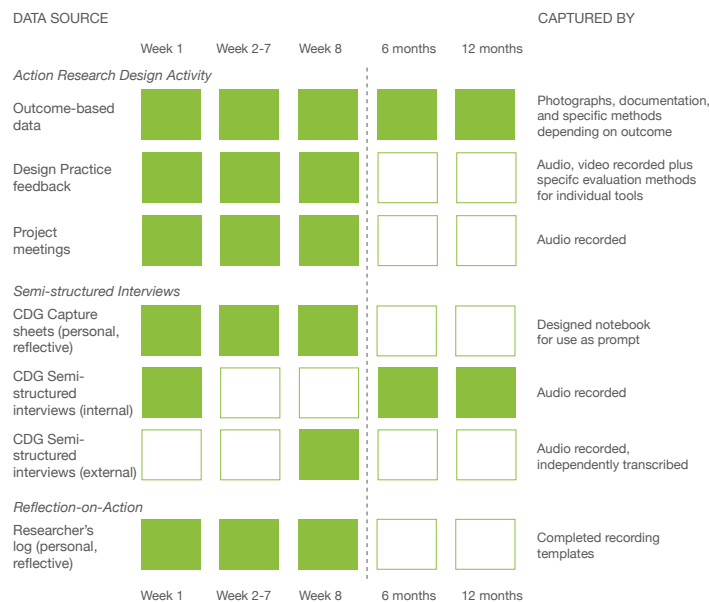 DATA SOURCE
CAPTURED BY
Week 1
Week 2-7
Week 8
6 months
12 months
Action Research Design Activity
Outcome-based
data
Photographs, documentation,
and specific methods
depending on outcome
Design Practice
feedback
Audio, video recorded plus
specifc evaluation methods
for individual tools
Project
meetings
Audio recorded
Semi-structured Interviews
CDG Capture
sheets (personal,
reflective)
Designed notebook
for use as prompt
CDG Semi-
structured
interviews (internal)
Audio recorded
CDG Semi-
structured
interviews (external)
Audio recorded,
independently transcribed
Reflection-on-Action
Researcher's
log (personal,
reflective)
Completed recording
templates
Week 1
Week 2-7
Week 8
6 months
12 months